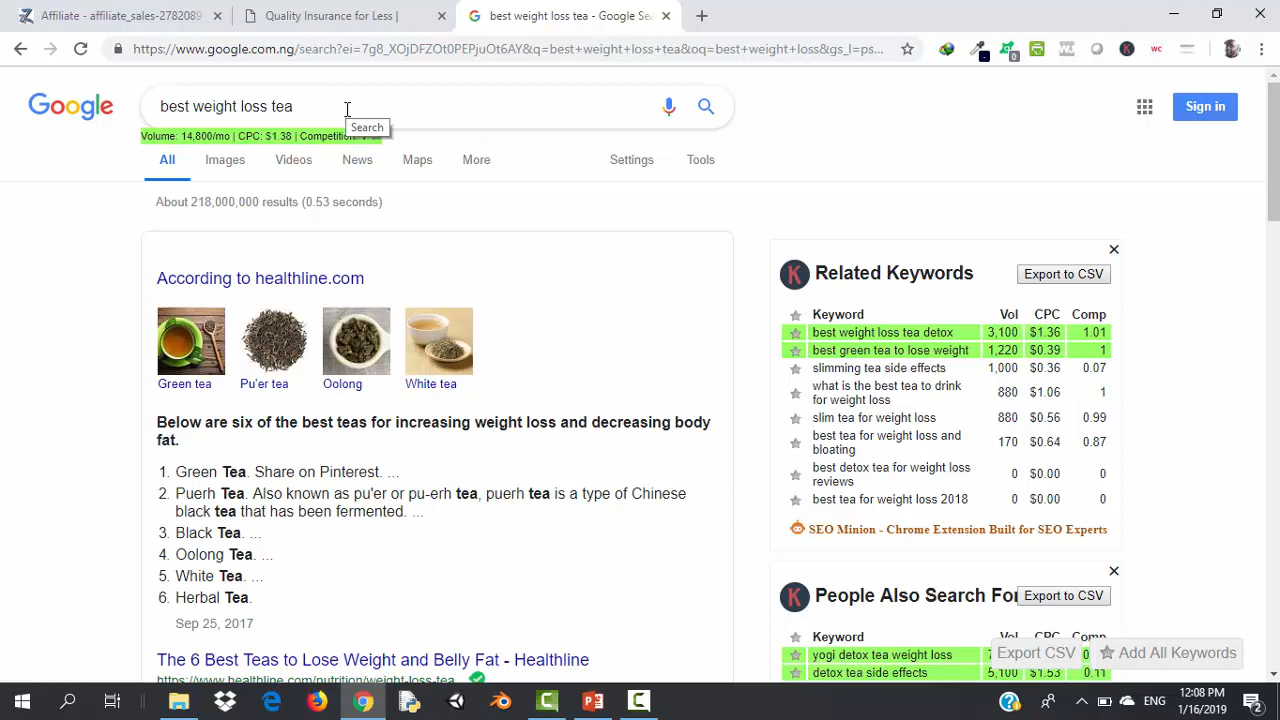 Affiliate - affiliate_sales-2782089
Quality Insurance for Less |
best weight loss tea - Google Se
https://www.google.com.ng/search?ei=7g8_XOjDFZOt0PEPjuOt6AY&q=best+weight+loss+tea&oq=best+weight+loss&gs_l=ps...
0
WJ
K
wc
Google
best weight loss tea
Search
Sign in
Volume: 14,800/mo | CPC: $1.38 | Competition:
All
Images
Videos
News
Maps
More
Settings
Tools
About 218,000,000 results (0.53 seconds)
According to healthline.com
Green tea
Pu'er tea
Oolong
White tea
Below are six of the best teas for increasing weight loss and decreasing body
fat.
1. Green Tea. Share on Pinterest. ...
2. Puerh Tea. Also known as pu'er or pu-erh tea, puerh tea is a type of Chinese
black tea that has been fermented. ...
3. Black Tea. ...
4. Oolong Tea. ...
5. White Tea. ...
6. Herbal Tea.
Sep 25, 2017
The 6 Best Teas to Lose Weight and Belly Fat - Healthline
https://www.healthline.com/nutrition/weight-loss-tea
K Related Keywords Export to CSV
Keyword Vol CPC Comp
best weight loss tea detox 3,100 $1.36 1.01
best green tea to lose weight 1,220 $0.39 1
slimming tea side effects 1,000 $0.36 0.07
what is the best tea to drink
for weight loss 880 $1.06 1
slim tea for weight loss 880 $0.56 0.99
best tea for weight loss and
bloating 170 $0.64 0.87
best detox tea for weight loss
reviews 0 $0.00 0
best tea for weight loss 2018 0 $0.00 0
SEO Minion - Chrome Extension Built for SEO Experts
K People Also Search For Export to CSV
Keyword Vol CPC Comp
yogi detox tea weight loss
detox tea side effects 5,100 $1.53 0.11
Export CSV
Add All Keywords
ENG
12:08 PM
1/16/2019
2